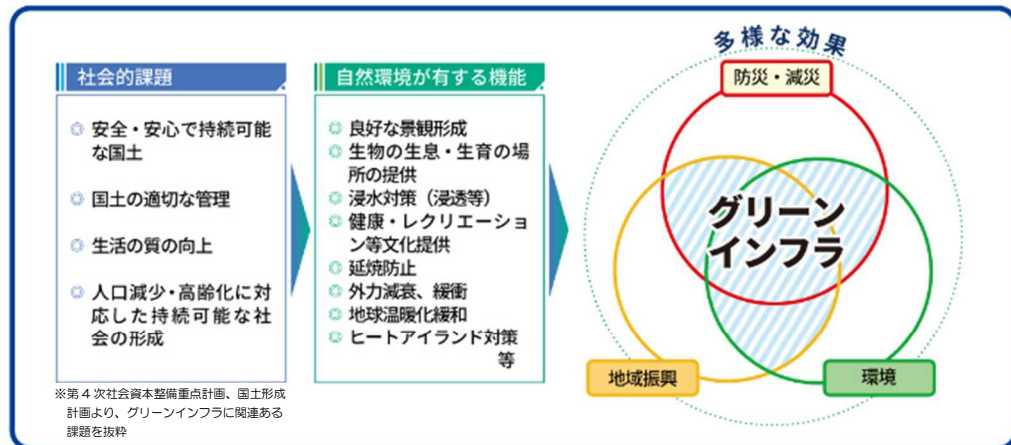 社会的課題
安全・安心で持続可能
な国土
国土の適切な管理
生活の質の向上
人口減少・高齢化に対
応した持続可能な社
会の形成
※第4次社会資本整備重点計画、国土形成
計画より、グリーンインフラに関連ある
課題を抜粋
自然環境が有する機能
良好な景観形成
生物の生息・生育の場
所の提供
浸水対策（浸透等）
健康・レクリエーショ
ン等文化提供
延焼防止
外力減衰、緩衝
地球温暖化緩和
ヒートアイランド対策
等
多様な効果
防災・減災
グリーン
インフラ
地域振興
環境